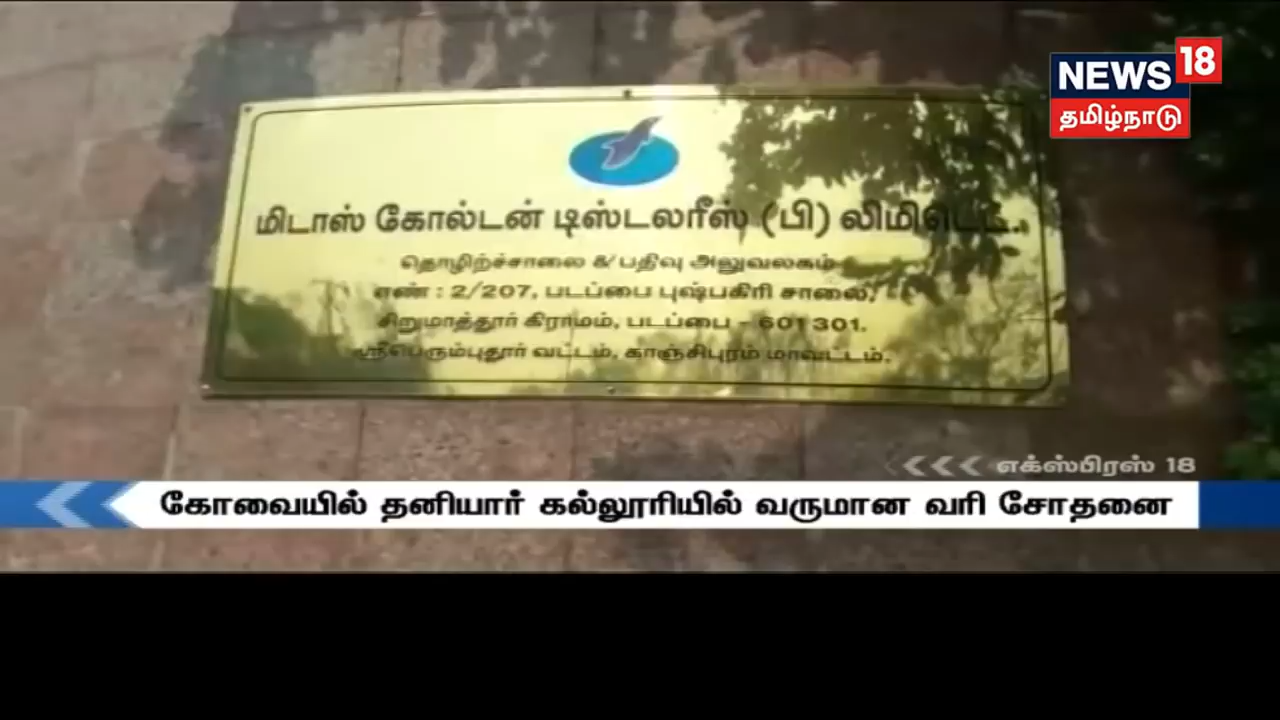 NEWS 18
தமிழ்நாடு
மிடாஸ் கோல்டன் டிஸ்டலரீஸ் (பி) லிமிடெட்.
தொழிற்ச்சாலை & பதிவு அலுவலகம்
எண் : 2/207, படப்பை புஷ்பகிரி சாலை,
சிறுமாத்தூர் கிராமம், படப்பை - 601 301.
ஸ்ரீபெரும்புதூர் வட்டம், காஞ்சிபுரம் மாவட்டம்.
எக்ஸ்பிரஸ் 18
கோவையில் தனியார் கல்லூரியில் வருமான வரி சோதனை